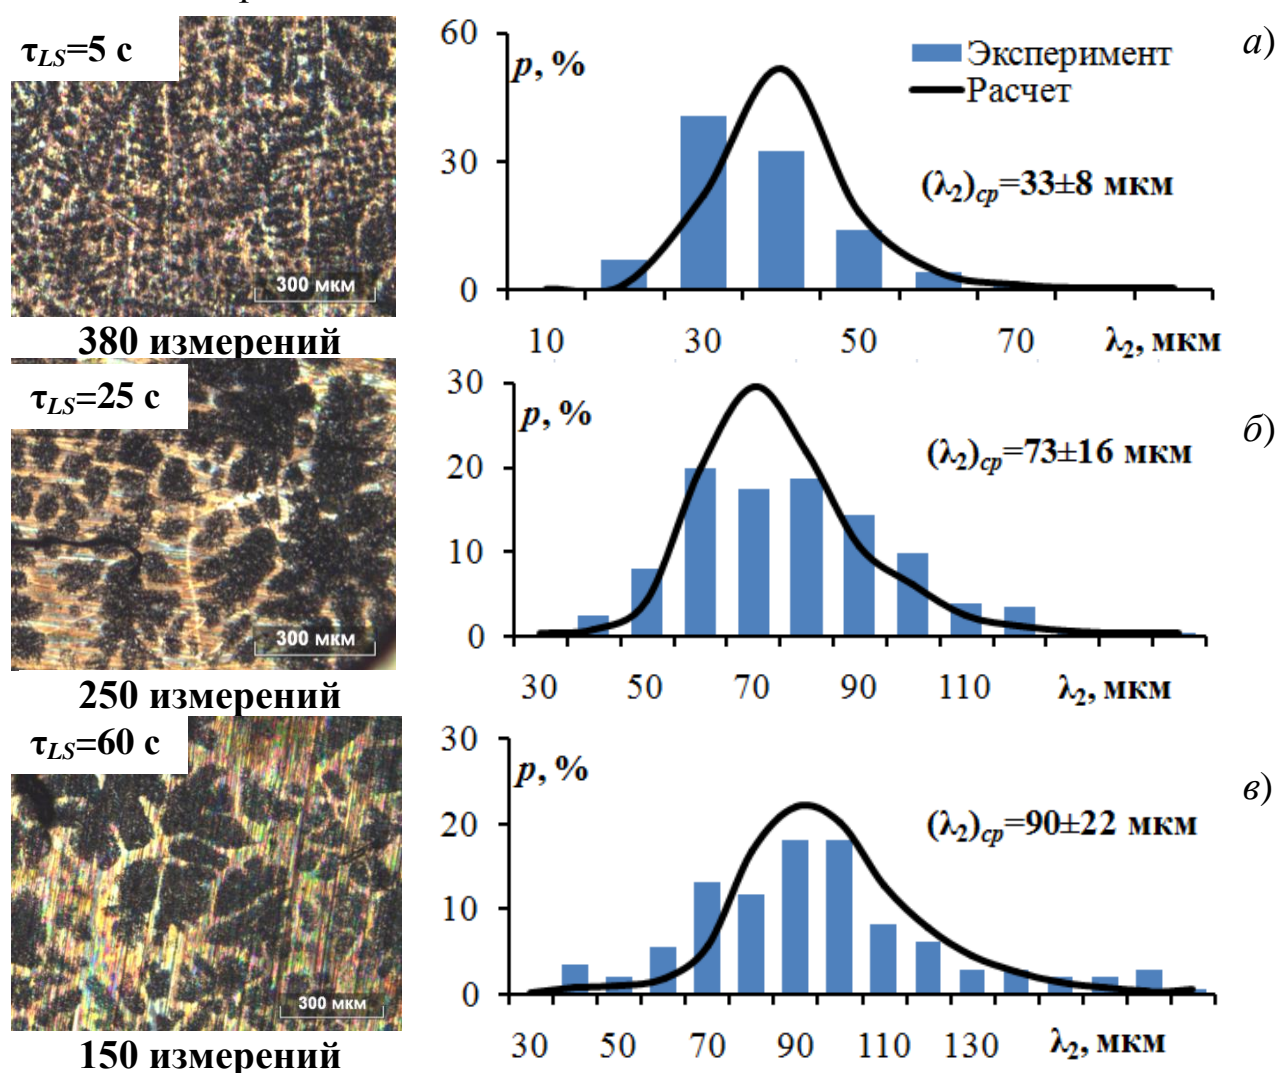 τLS=5 с
300 мкм
380 измерений
60
30
0
p, %
Эксперимент
Расчет
(λ2)ср=33±8 мкм
а)
10 30 50 70 λ2, мкм
τLS=25 с
300 мкм
250 измерений
30
20
10
0
p, %
(λ2)ср=73±16 мкм
б)
30 50 70 90 110 λ2, мкм
τLS=60 с
300 мкм
150 измерений
30
20
10
0
p, %
(λ2)ср=90±22 мкм
в)
30 50 70 90 110 130 λ2, мкм